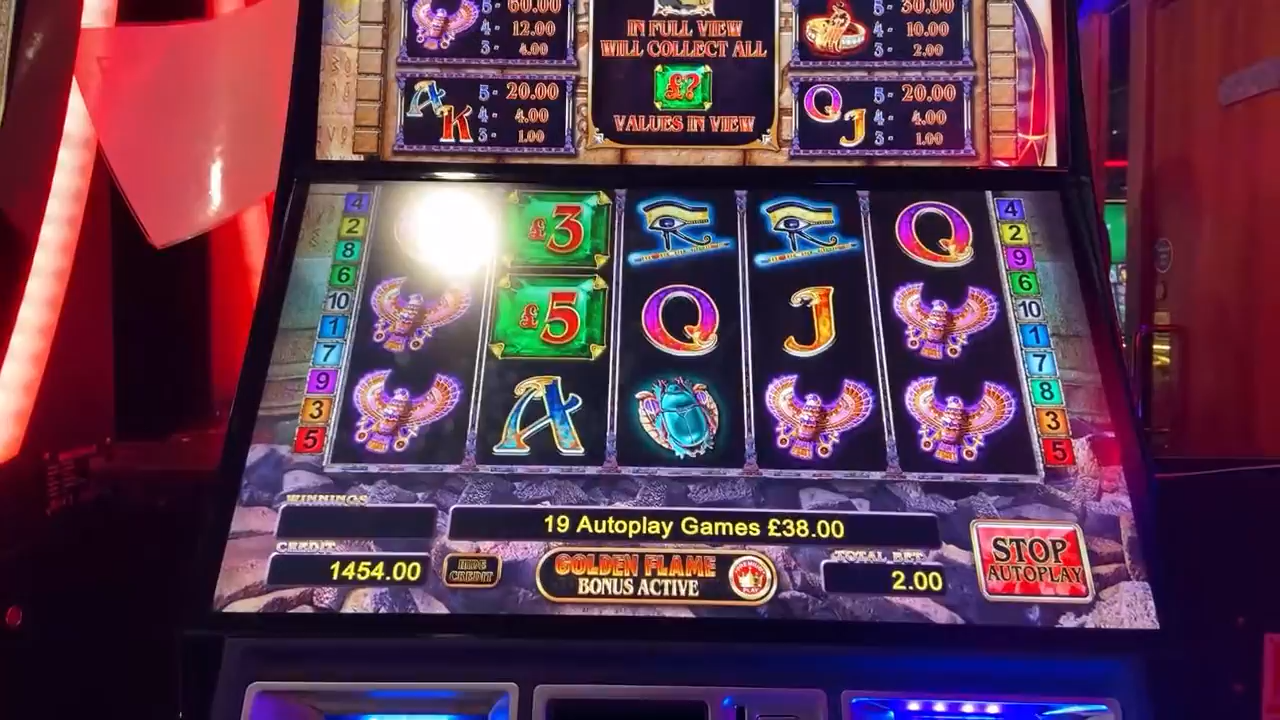 5- 60.00
4- 12.00
3- 4.00
IN FULL VIEW
WILL COLLECT ALL
£?
VALUES IN VIEW
5- 30.00
4- 10.00
3- 2.00
A K
5- 20.00
4- 4.00
3- 1.00
Q J
5- 20.00
4- 4.00
3- 1.00
4
2
8
6
10
1
7
9
3
5
£3
Q
£5
Q
J
A
4
2
9
6
10
1
7
8
3
5
WINNINGS
19 Autoplay Games £38.00
CREDIT
1454.00
HIDE
CREDIT
GOLDEN FLAME
BONUS ACTIVE
PLAY
TOTAL BET
2.00
STOP
AUTOPLAY